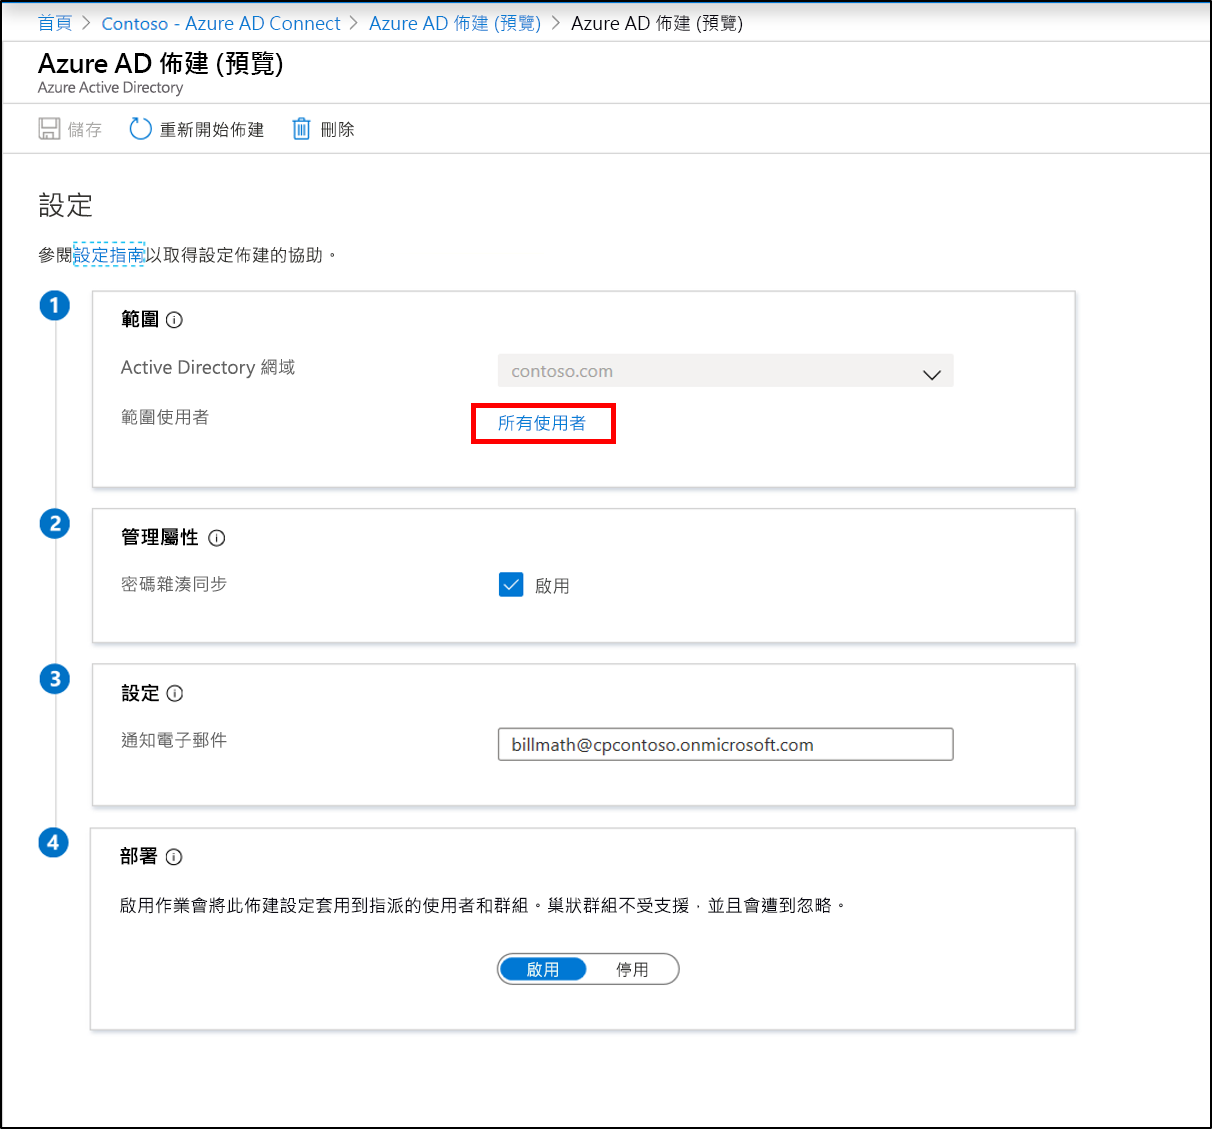 首頁 > Contoso - Azure AD Connect > Azure AD 佈建 (預覽) > Azure AD 佈建 (預覽)
Azure AD 佈建 (預覽)
Azure Active Directory
儲存 重新開始佈建 刪除
設定
參閱設定指南以取得設定佈建的協助。
1
範圍
Active Directory 網域 contoso.com
範圍使用者 所有使用者
2
管理屬性
密碼雜湊同步 啟用
3
設定
通知電子郵件 billmath@cpcontoso.onmicrosoft.com
4
部署
啟用作業會將此佈建設定套用到指派的使用者和群組。巢狀群組不受支援，並且會遭到忽略。
啟用 停用